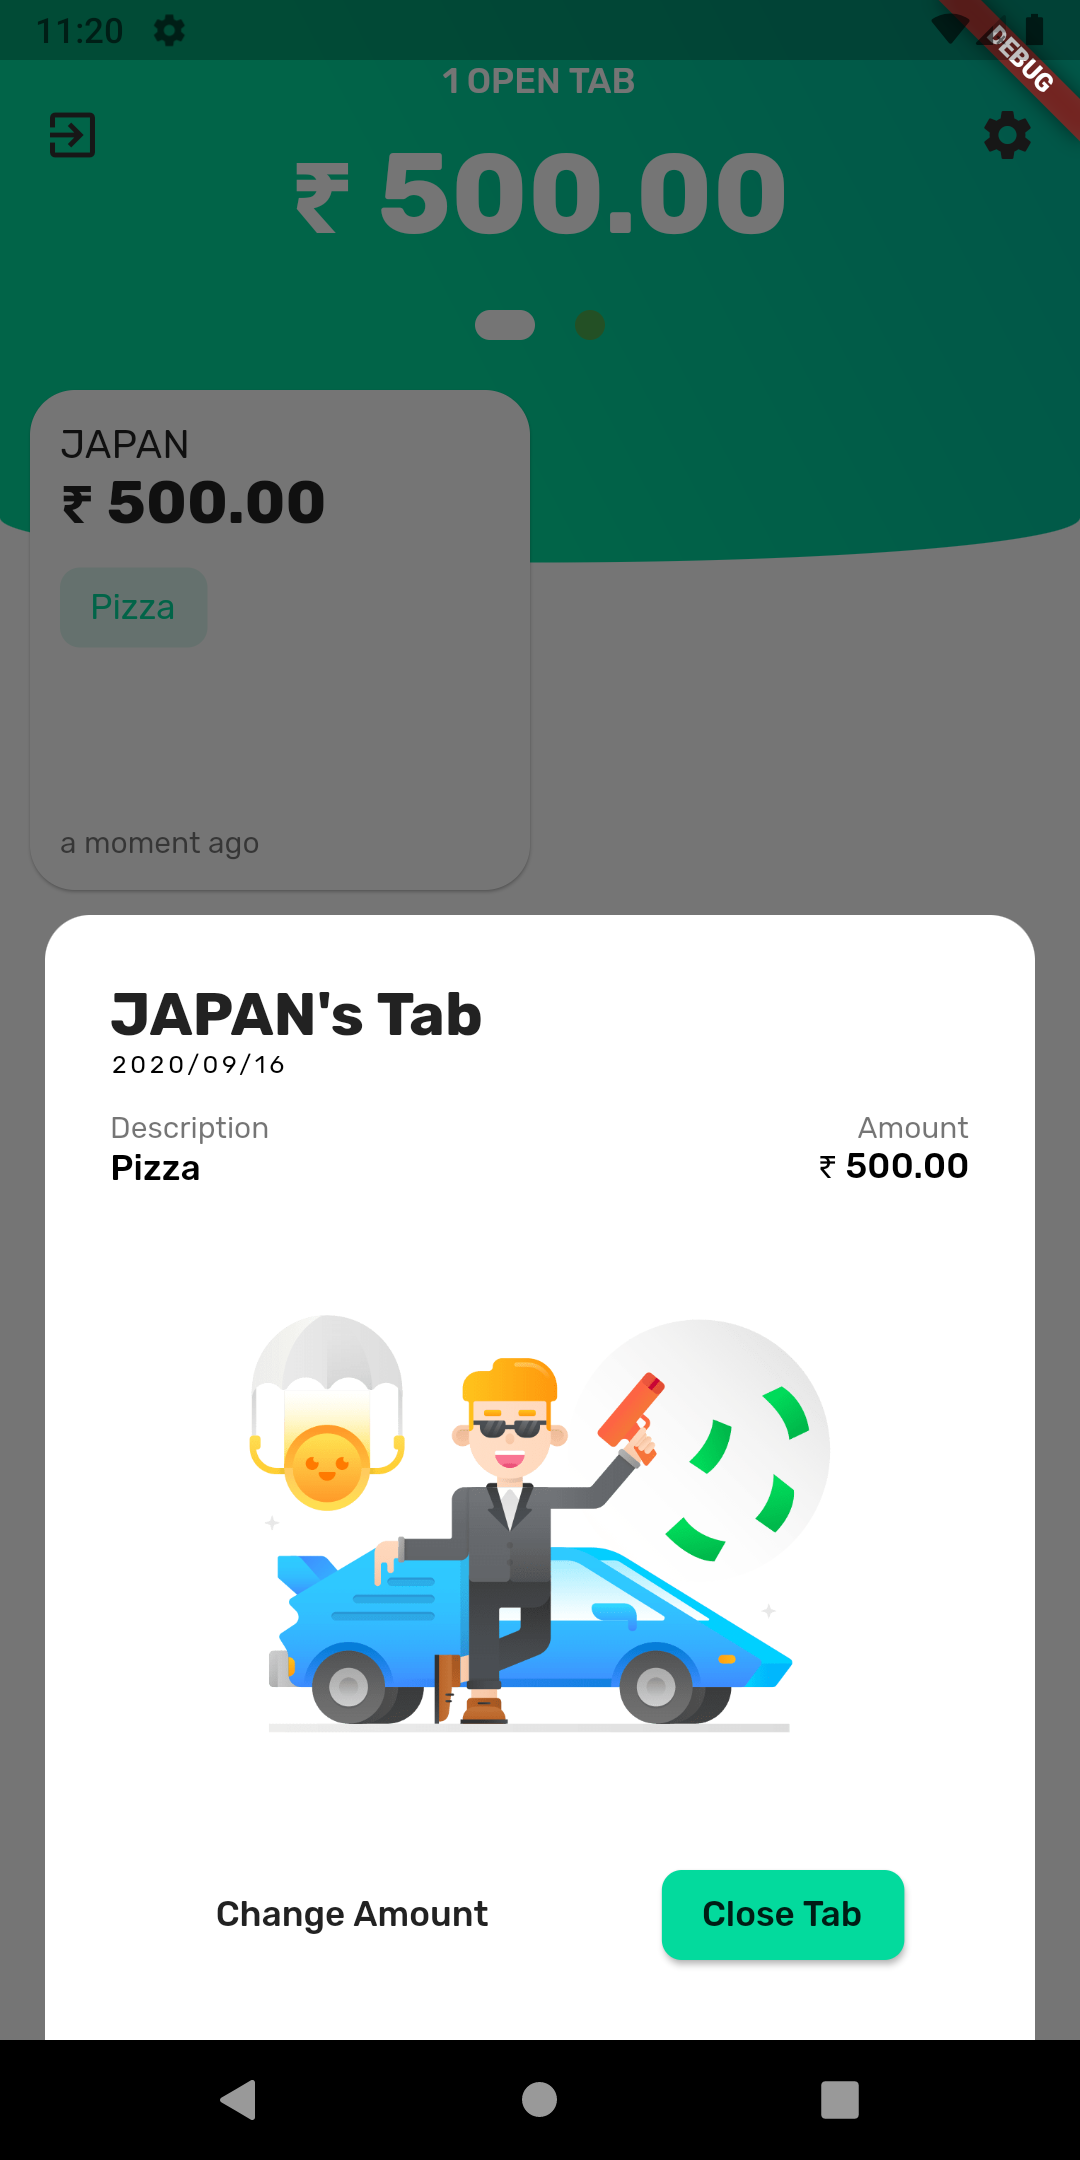 11:20
DEBUG
1 OPEN TAB
₹ 500.00
JAPAN
₹ 500.00
Pizza
a moment ago
JAPAN's Tab
2020/09/16
Description
Amount
Pizza
₹ 500.00
Change Amount
Close Tab